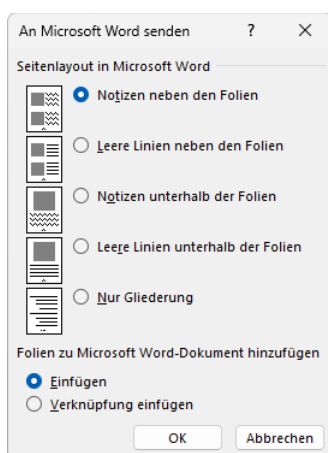 An Microsoft Word senden ? ×
Seitenlayout in Microsoft Word
Notizen neben den Folien
Leere Linien neben den Folien
Notizen unterhalb der Folien
Leere Linien unterhalb der Folien
Nur Gliederung
Folien zu Microsoft Word-Dokument hinzufügen
Einfügen
Verknüpfung einfügen
OK Abbrechen